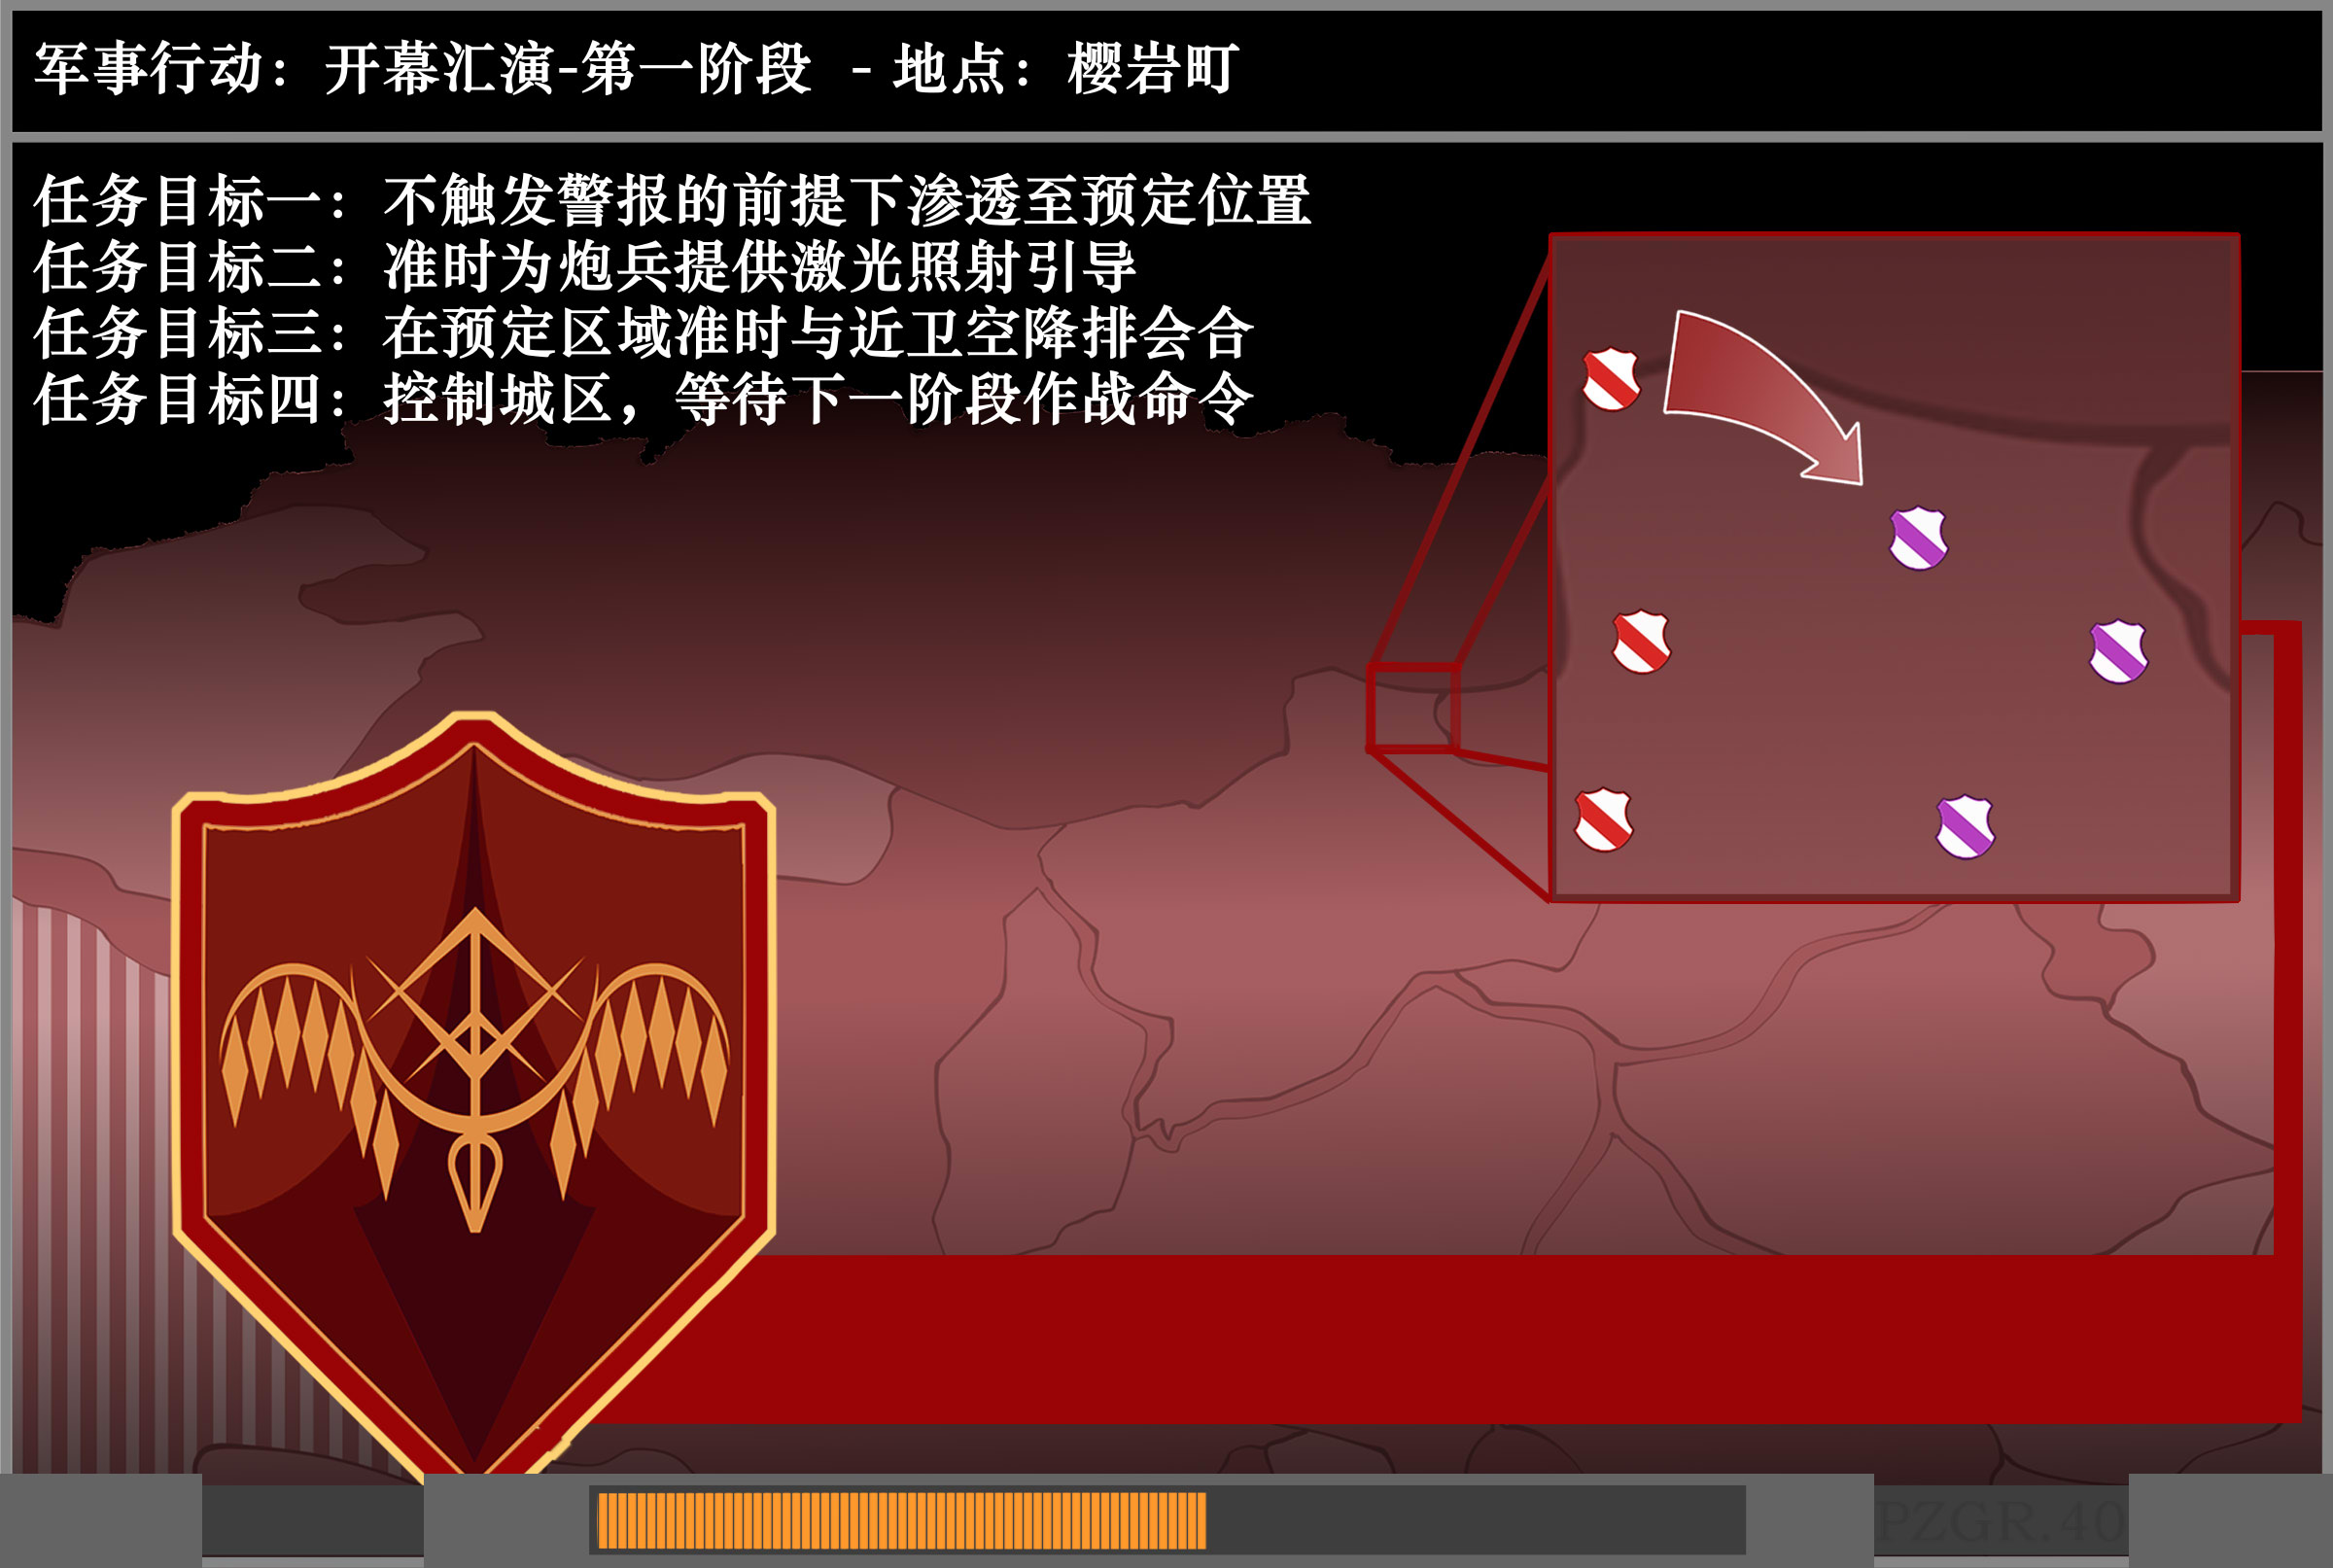 军事行动：开幕汇演-第一阶段 - 地点：樱岩町
任务目标一：不触发警报的前提下渗透至预定位置
任务目标二：准时为炮兵提供激光照射引导
任务目标三：在预定区域准时与近卫空降排会合
任务目标四：控制城区，等待下一阶段作战命令
PZGR.40